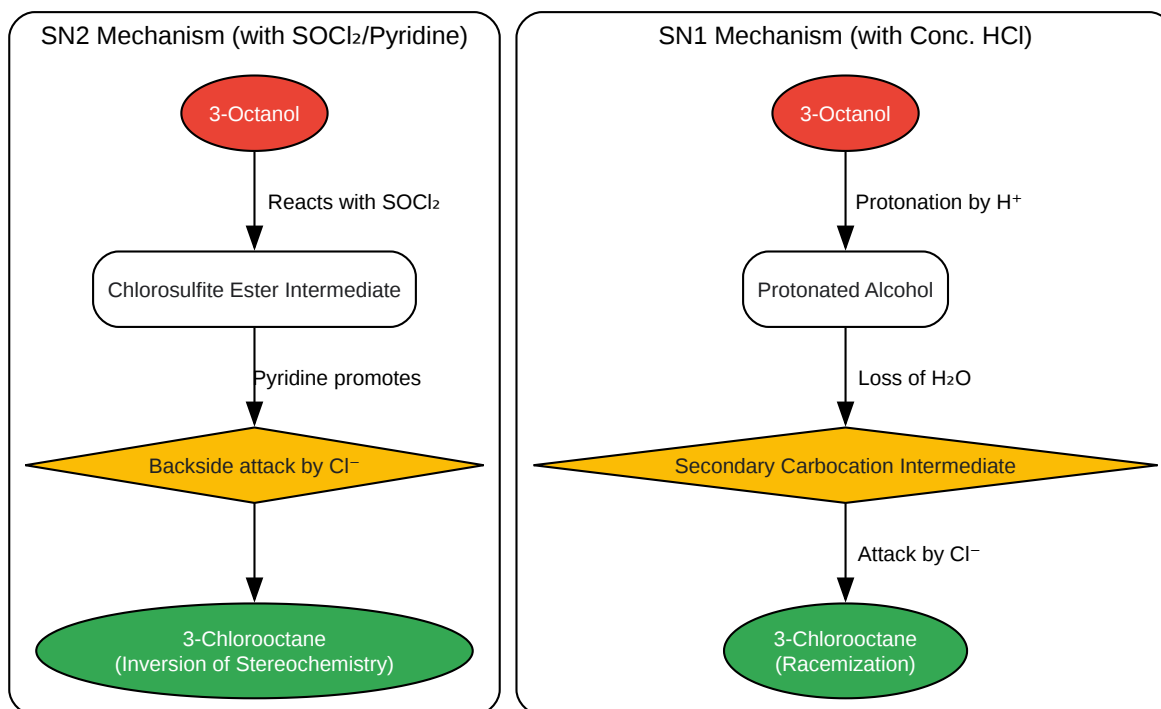 SN2 Mechanism (with SOCl₂/Pyridine)
3-Octanol
Reacts with SOCl₂
Chlorosulfite Ester Intermediate
Pyridine promotes
Backside attack by Cl⁻
3-Chlorooctane
(Inversion of Stereochemistry)
SN1 Mechanism (with Conc. HCl)
3-Octanol
Protonation by H⁺
Protonated Alcohol
Loss of H₂O
Secondary Carbocation Intermediate
Attack by Cl⁻
3-Chlorooctane
(Racemization)